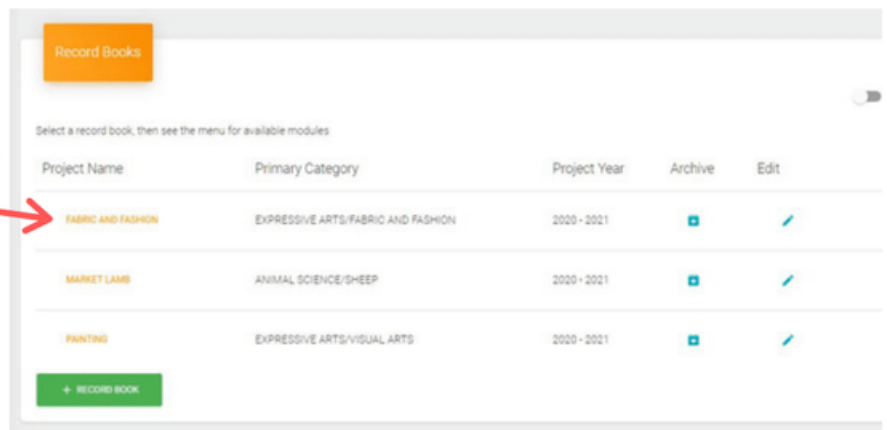 Record Books
Select a record book, then see the menu for available modules
Project Name Primary Category Project Year Archive Edit
FABRIC AND FASHION EXPRESSIVE ARTS/FABRIC AND FASHION 2020 - 2021
MARKET LAMB ANIMAL SCIENCE/SHEEP 2020 - 2021
PAINTING EXPRESSIVE ARTS/VISUAL ARTS 2020 - 2021
+ RECORD BOOK